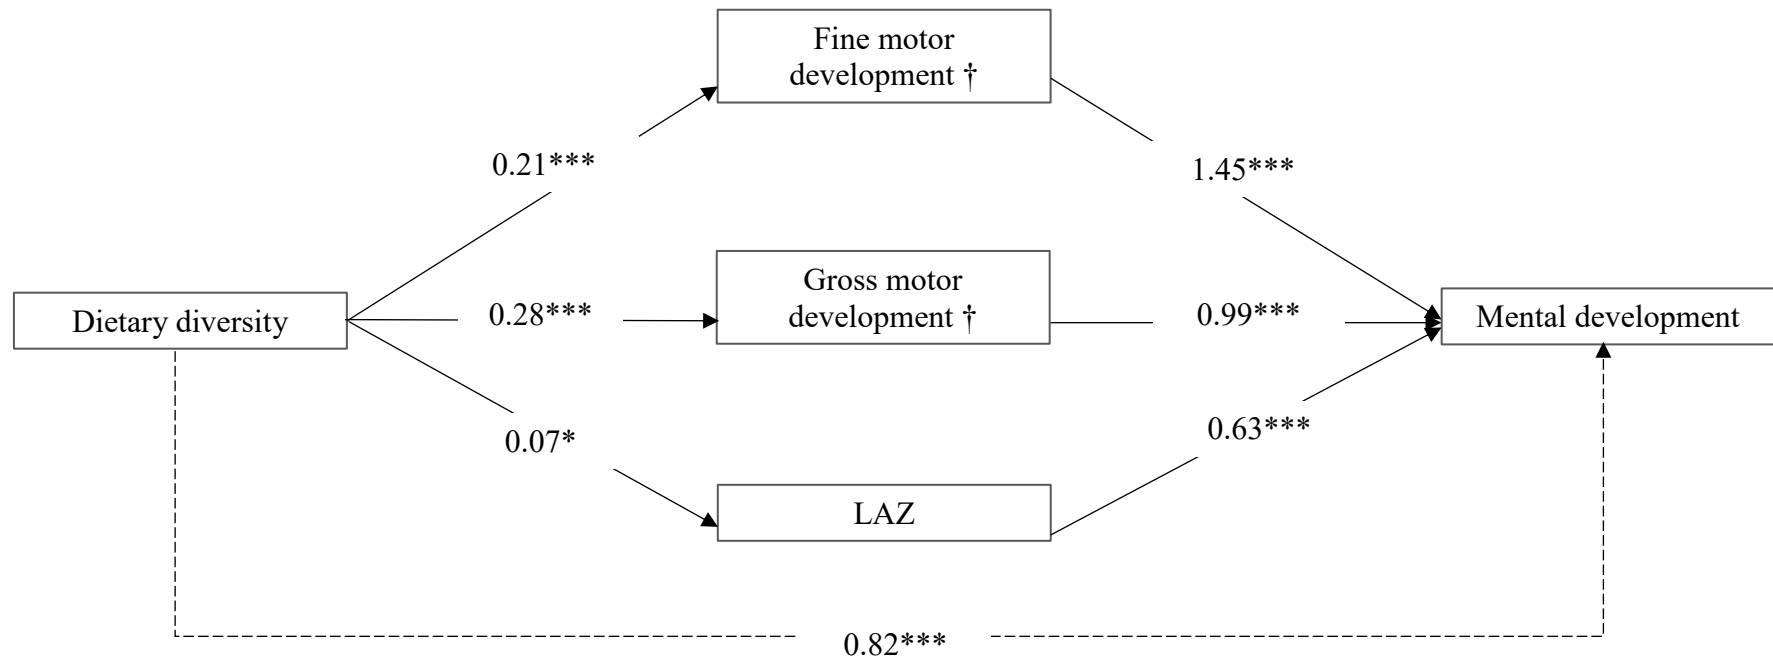 Fine motor
development †
0.21***
1.45***
Dietary diversity
0.28***
Gross motor
development †
0.99***
Mental development
0.07*
0.63***
LAZ
0.82***